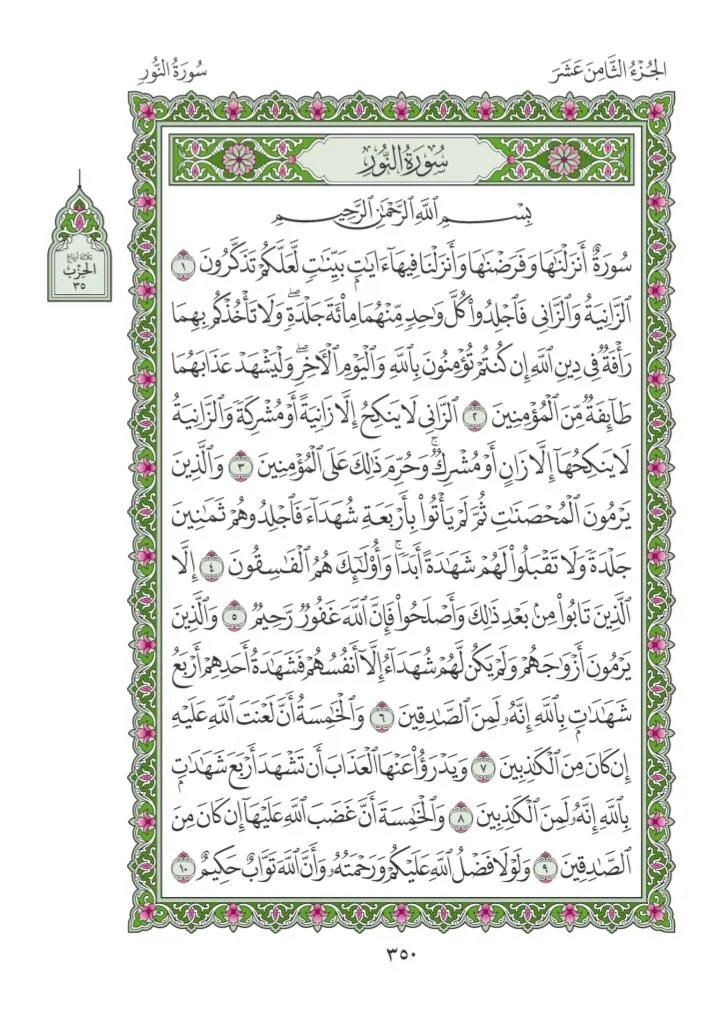 الجُزْءُ الثَّامِنَ عَشَرَ
سُورَةُ النُّورِ
سُورَةُ النُّورِ
بِسْمِ ٱللَّهِ ٱلرَّحْمَٰنِ ٱلرَّحِيمِ
ثلاثة أرباع
الحِزْبُ
٣٥
سُورَةٌ أَنزَلْنَٰهَا وَفَرَضْنَٰهَا وَأَنزَلْنَا فِيهَآ ءَايَٰتٍۭ بَيِّنَٰتٍ لَّعَلَّكُمْ تَذَكَّرُونَ ١
ٱلزَّانِيَةُ وَٱلزَّانِى فَٱجْلِدُوا۟ كُلَّ وَٰحِدٍ مِّنْهُمَا مِا۟ئَةَ جَلْدَةٍۖ وَلَا تَأْخُذْكُم بِهِمَا
رَأْفَةٌ فِى دِينِ ٱللَّهِ إِن كُنتُمْ تُؤْمِنُونَ بِٱللَّهِ وَٱلْيَوْمِ ٱلْءَاخِرِۖ وَلْيَشْهَدْ عَذَابَهُمَا
طَآئِفَةٌ مِّنَ ٱلْمُؤْمِنِينَ ٢ ٱلزَّانِى لَا يَنكِحُ إِلَّا زَانِيَةً أَوْ مُشْرِكَةً وَٱلزَّانِيَةُ
لَا يَنكِحُهَآ إِلَّا زَانٍ أَوْ مُشْرِكٌۚ وَحُرِّمَ ذَٰلِكَ عَلَى ٱلْمُؤْمِنِينَ ٣ وَٱلَّذِينَ
يَرْمُونَ ٱلْمُحْصَنَٰتِ ثُمَّ لَمْ يَأْتُوا۟ بِأَرْبَعَةِ شُهَدَآءَ فَٱجْلِدُوهُمْ ثَمَٰنِينَ
جَلْدَةً وَلَا تَقْبَلُوا۟ لَهُمْ شَهَٰدَةً أَبَدًاۚ وَأُو۟لَٰٓئِكَ هُمُ ٱلْفَٰسِقُونَ ٤ إِلَّا
ٱلَّذِينَ تَابُوا۟ مِنۢ بَعْدِ ذَٰلِكَ وَأَصْلَحُوا۟ فَإِنَّ ٱللَّهَ غَفُورٌ رَّحِيمٌ ٥ وَٱلَّذِينَ
يَرْمُونَ أَزْوَٰجَهُمْ وَلَمْ يَكُن لَّهُمْ شُهَدَآءُ إِلَّآ أَنفُسُهُمْ فَشَهَٰدَةُ أَحَدِهِمْ أَرْبَعُ
شَهَٰدَٰتٍۭ بِٱللَّهِ إِنَّهُۥ لَمِنَ ٱلصَّٰدِقِينَ ٦ وَٱلْخَٰمِسَةُ أَنَّ لَعْنَتَ ٱللَّهِ عَلَيْهِ
إِن كَانَ مِنَ ٱلْكَٰذِبِينَ ٧ وَيَدْرَؤُا۟ عَنْهَا ٱلْعَذَابَ أَن تَشْهَدَ أَرْبَعَ شَهَٰدَٰتٍۭ
بِٱللَّهِ إِنَّهُۥ لَمِنَ ٱلْكَٰذِبِينَ ٨ وَٱلْخَٰمِسَةَ أَنَّ غَضَبَ ٱللَّهِ عَلَيْهَآ إِن كَانَ مِنَ
ٱلصَّٰدِقِينَ ٩ وَلَوْلَا فَضْلُ ٱللَّهِ عَلَيْكُمْ وَرَحْمَتُهُۥ وَأَنَّ ٱللَّهَ تَوَّابٌ حَكِيمٌ ١٠
٣٥٠